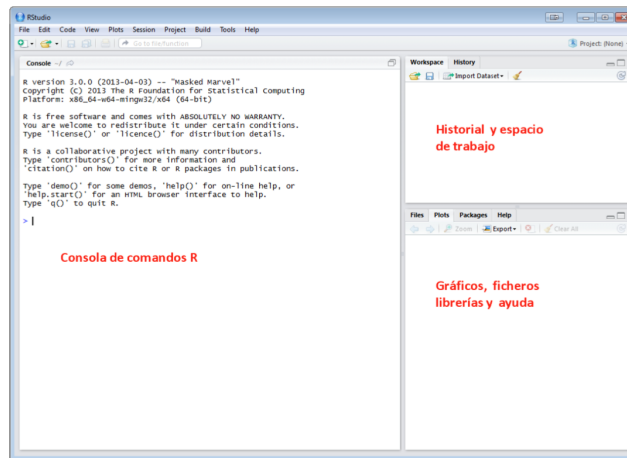 RStudio
File Edit Code View Plots Session Project Build Tools Help
Go to file/function
Project: (None)
Console ~/
R version 3.0.0 (2013-04-03) -- "Masked Marvel"
Copyright (C) 2013 The R Foundation for Statistical Computing
Platform: x86_64-w64-mingw32/x64 (64-bit)
R is free software and comes with ABSOLUTELY NO WARRANTY.
You are welcome to redistribute it under certain conditions.
Type 'license()' or 'licence()' for distribution details.
R is a collaborative project with many contributors.
Type 'contributors()' for more information and
'citation()' on how to cite R or R packages in publications.
Type 'demo()' for some demos, 'help()' for on-line help, or
'help.start()' for an HTML browser interface to help.
Type 'q()' to quit R.
>
Consola de comandos R
Workspace History
Import Dataset
Historial y espacio
de trabajo
Files Plots Packages Help
Zoom Export Clear All
Gráficos, ficheros
librerías y ayuda